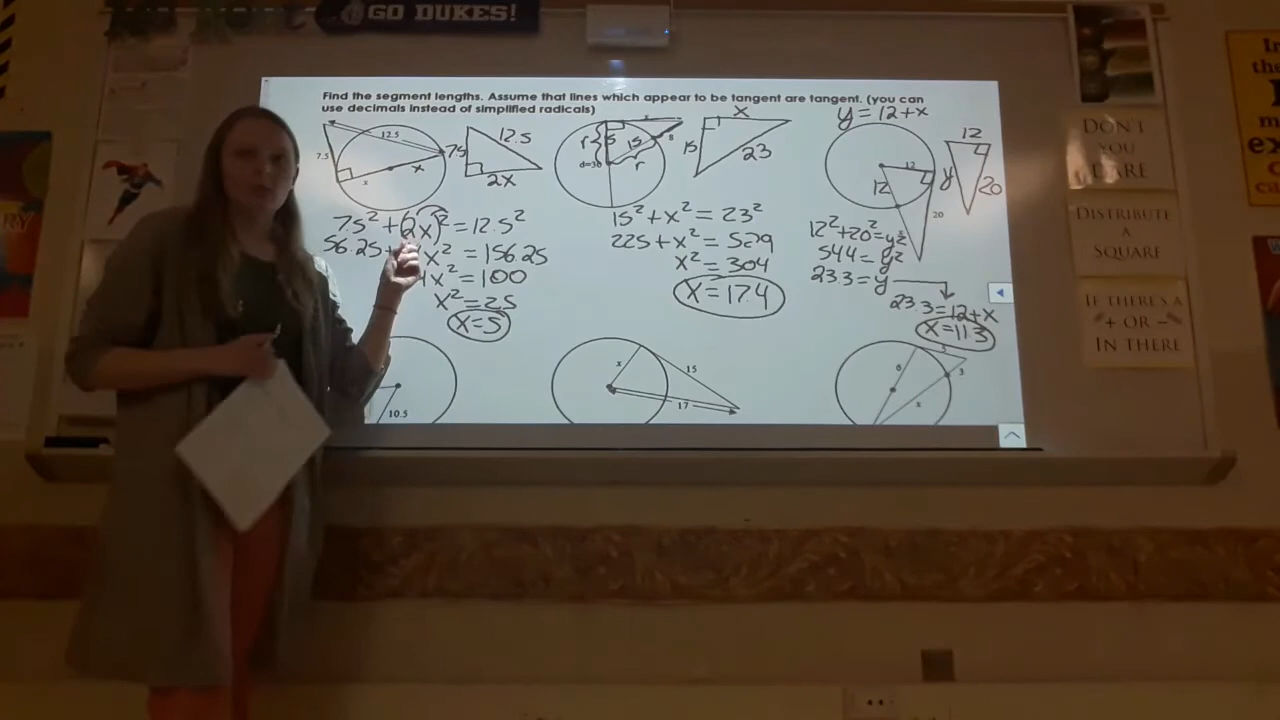 GO DUKES!
Find the segment lengths. Assume that lines which appear to be tangent are tangent. (you can
use decimals instead of simplified radicals)
y = 12+x
12.5
7.5
x
x
7.5
12.5
2x
7.5² + (2x)² = 12.5²
56.25 + 4x² = 156.25
4x² = 100
x² = 25
x=5
x
r
15
15
8
d=30
r
x
15
23
15² + x² = 23²
225 + x² = 529
x² = 304
x = 17.4
12
12
y
20
12
20
12²+20²=y²
544 = y²
23.3 = y
23.3 = 12+x
x=11.3
10.5
x
15
17
6
3
x
DON'T
YOU
DARE
DISTRIBUTE
A
SQUARE
IF THERE'S A
+ OR –
IN THERE